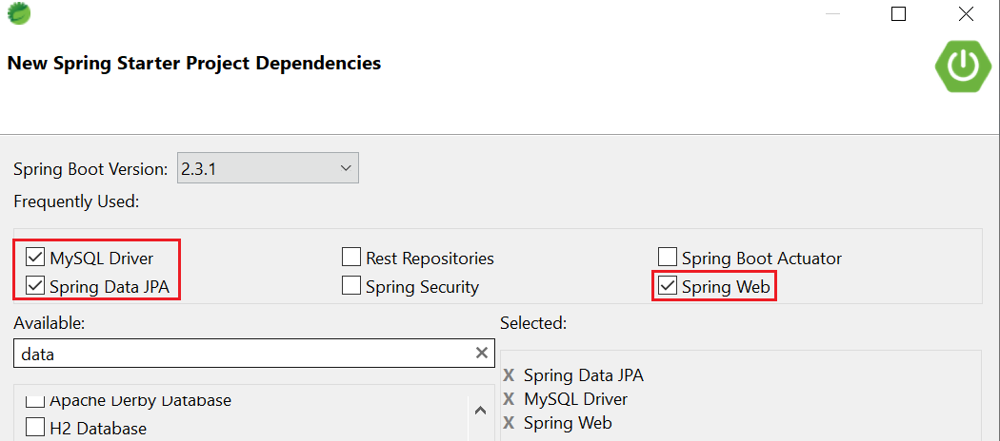 New Spring Starter Project Dependencies
Spring Boot Version: 2.3.1
Frequently Used:
MySQL Driver Rest Repositories Spring Boot Actuator
Spring Data JPA Spring Security Spring Web
Available: Selected:
data
X Spring Data JPA
Apache Derby Database X MySQL Driver
H2 Database X Spring Web